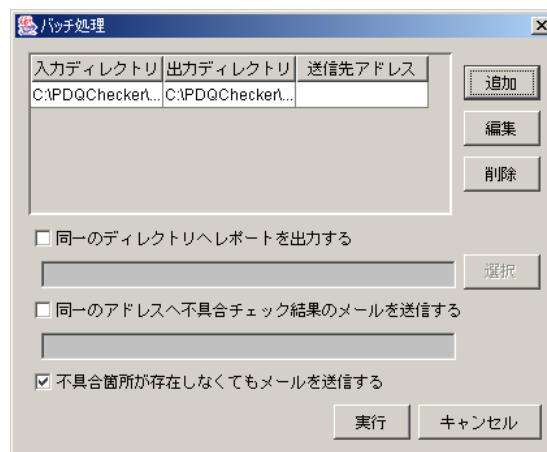 バッチ処理
入力ディレクトリ 出力ディレクトリ 送信先アドレス
C:\PDQChecker\... C:\PDQChecker\...
追加
編集
削除
同一のディレクトリへレポートを出力する
選択
同一のアドレスへ不具合チェック結果のメールを送信する
不具合箇所が存在しなくてもメールを送信する
実行 キャンセル